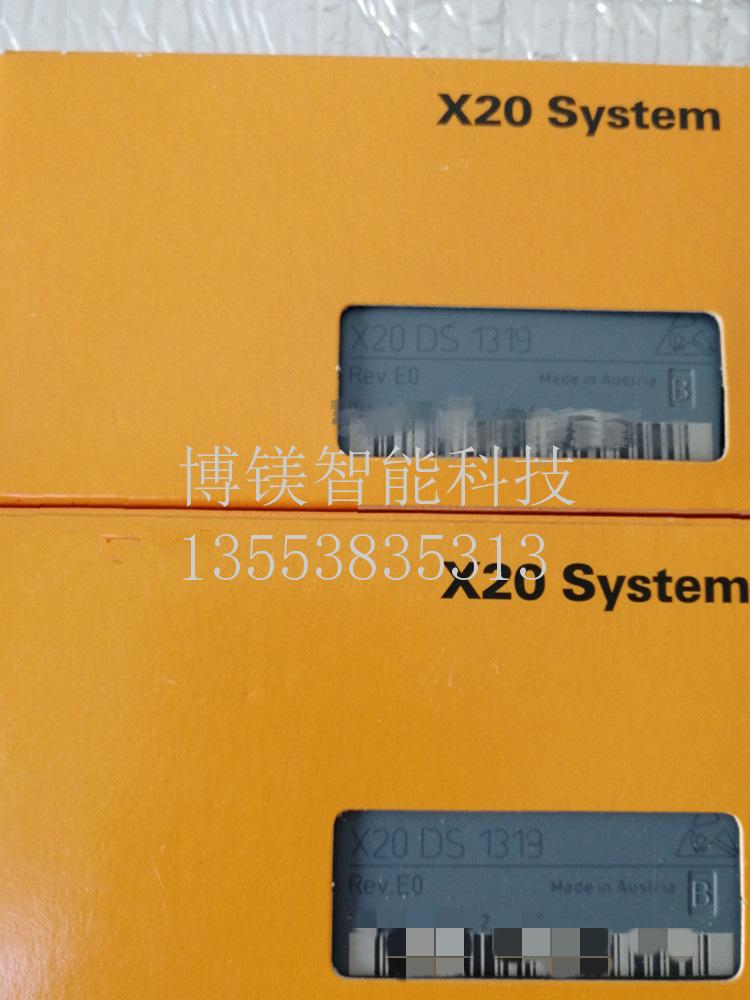 X20 System
X20 DS 1319
Rev. E0
Made in Austria
B
博镁智能科技
13553835313
X20 System
X20 DS 1319
Rev. E0
Made in Austria
B